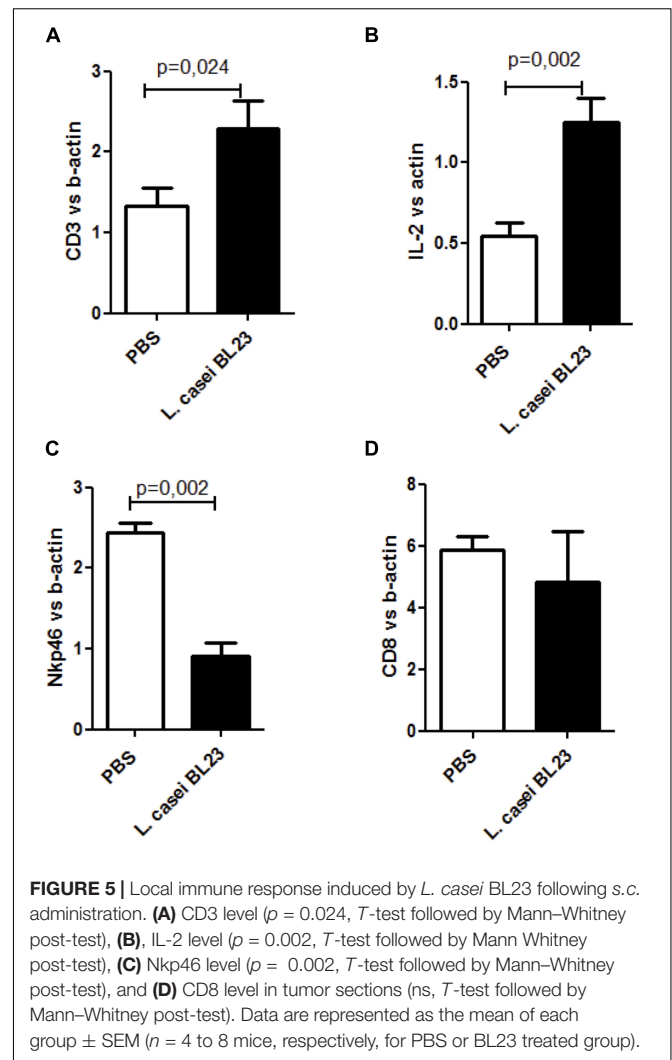 A
p=0,024
3
2
1
0
CD3 vs b-actin
PBS
L. casei BL23
B
p=0,002
1.5
1.0
0.5
0.0
IL-2 vs actin
PBS
L. casei BL23
C
p=0,002
3
2
1
0
Nkp46 vs b-actin
PBS
L. casei BL23
D
8
6
4
2
0
CD8 vs b-actin
PBS
L. casei BL23
FIGURE 5 | Local immune response induced by L. casei BL23 following s.c.
administration. (A) CD3 level (p = 0.024, T-test followed by Mann–Whitney
post-test), (B), IL-2 level (p = 0.002, T-test followed by Mann Whitney
post-test), (C) Nkp46 level (p = 0.002, T-test followed by Mann–Whitney
post-test), and (D) CD8 level in tumor sections (ns, T-test followed by
Mann–Whitney post-test). Data are represented as the mean of each
group ± SEM (n = 4 to 8 mice, respectively, for PBS or BL23 treated group).